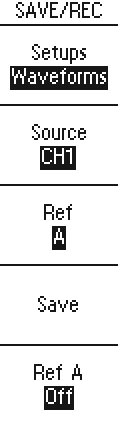 SAVE/REC
Setups
Waveforms
Source
CH1
Ref
A
Save
Ref A
Off